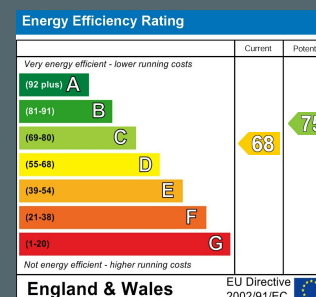 Energy Efficiency Rating
Current Potent
Very energy efficient - lower running costs
(92 plus) A
(81-91) B
(69-80) C
(55-68) D
(39-54) E
(21-38) F
(1-20) G
68
75
Not energy efficient - higher running costs
England & Wales
EU Directive
2002/91/EC